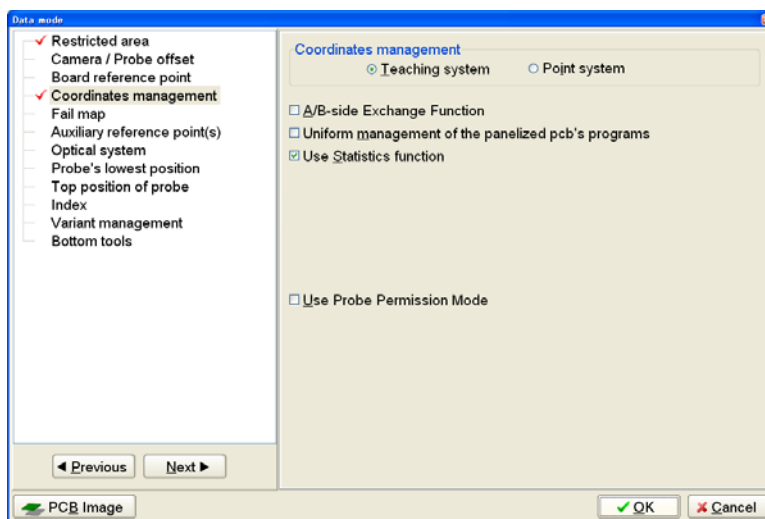 Data mode
Restricted area
Camera / Probe offset
Board reference point
Coordinates management
Fail map
Auxiliary reference point(s)
Optical system
Probe's lowest position
Top position of probe
Index
Variant management
Bottom tools
Previous
Next
PCB Image
Coordinates management
Teaching system
Point system
A/B-side Exchange Function
Uniform management of the panelized pcb's programs
Use Statistics function
Use Probe Permission Mode
OK
Cancel